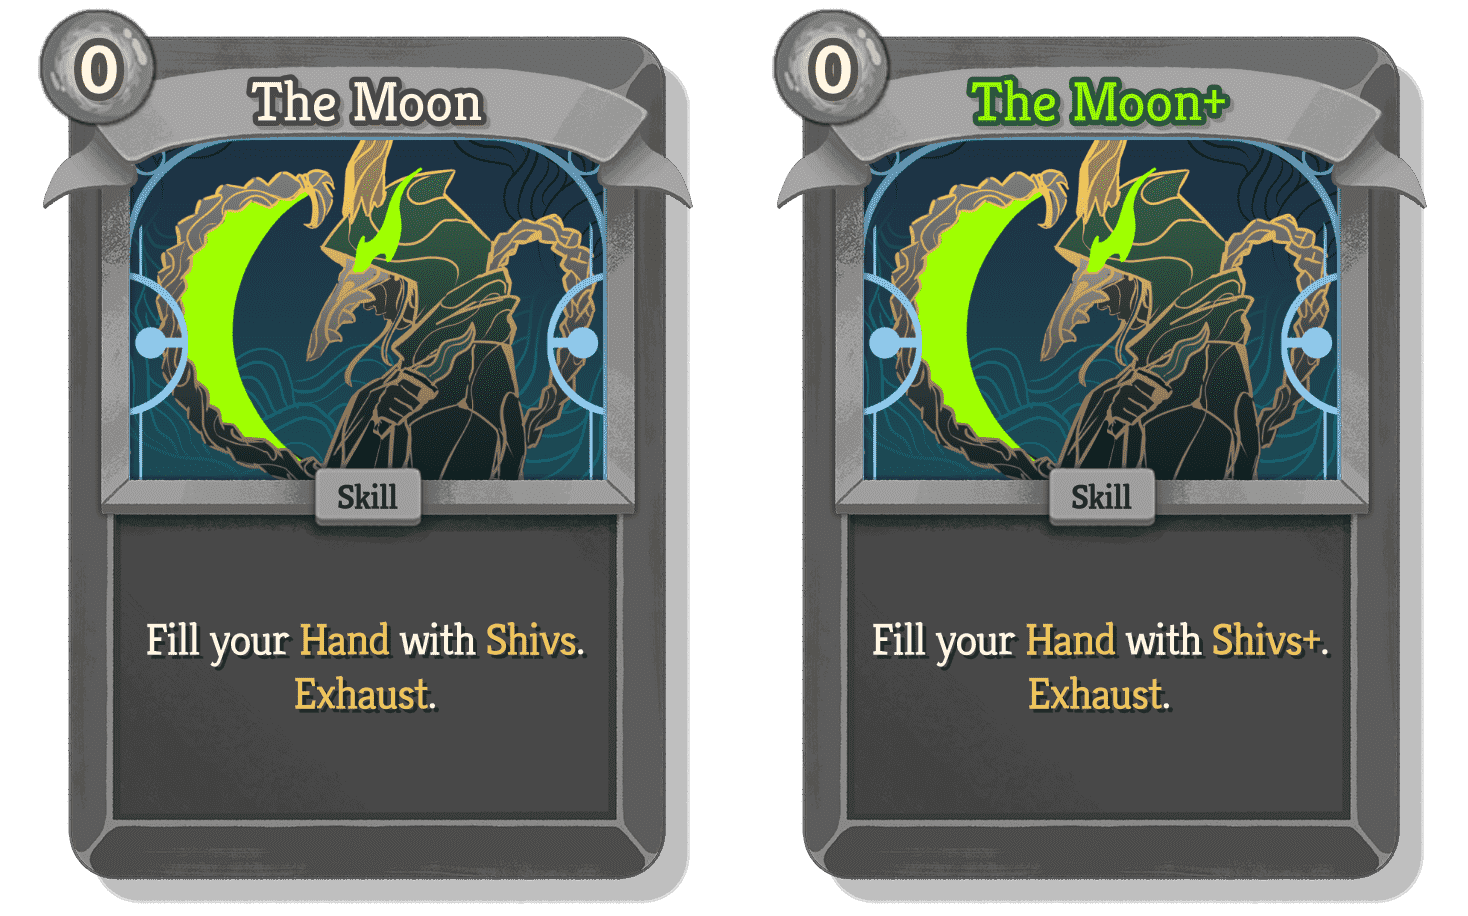 0
The Moon
Skill
Fill your Hand with Shivs.
Exhaust.
0
The Moon+
Skill
Fill your Hand with Shivs+.
Exhaust.